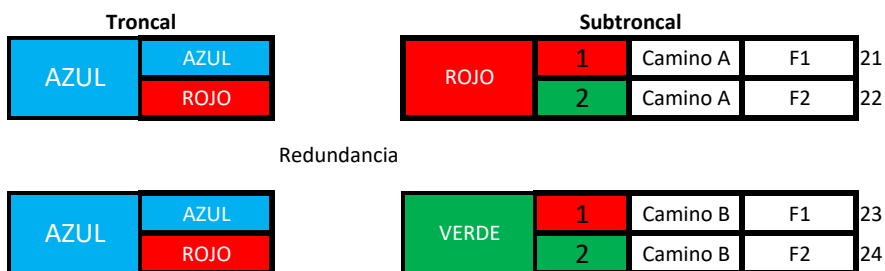 Troncal Subtroncal
AZUL AZUL ROJO 1 Camino A F1 21
ROJO 2 Camino A F2 22
Redundancia
AZUL AZUL VERDE 1 Camino B F1 23
ROJO 2 Camino B F2 24